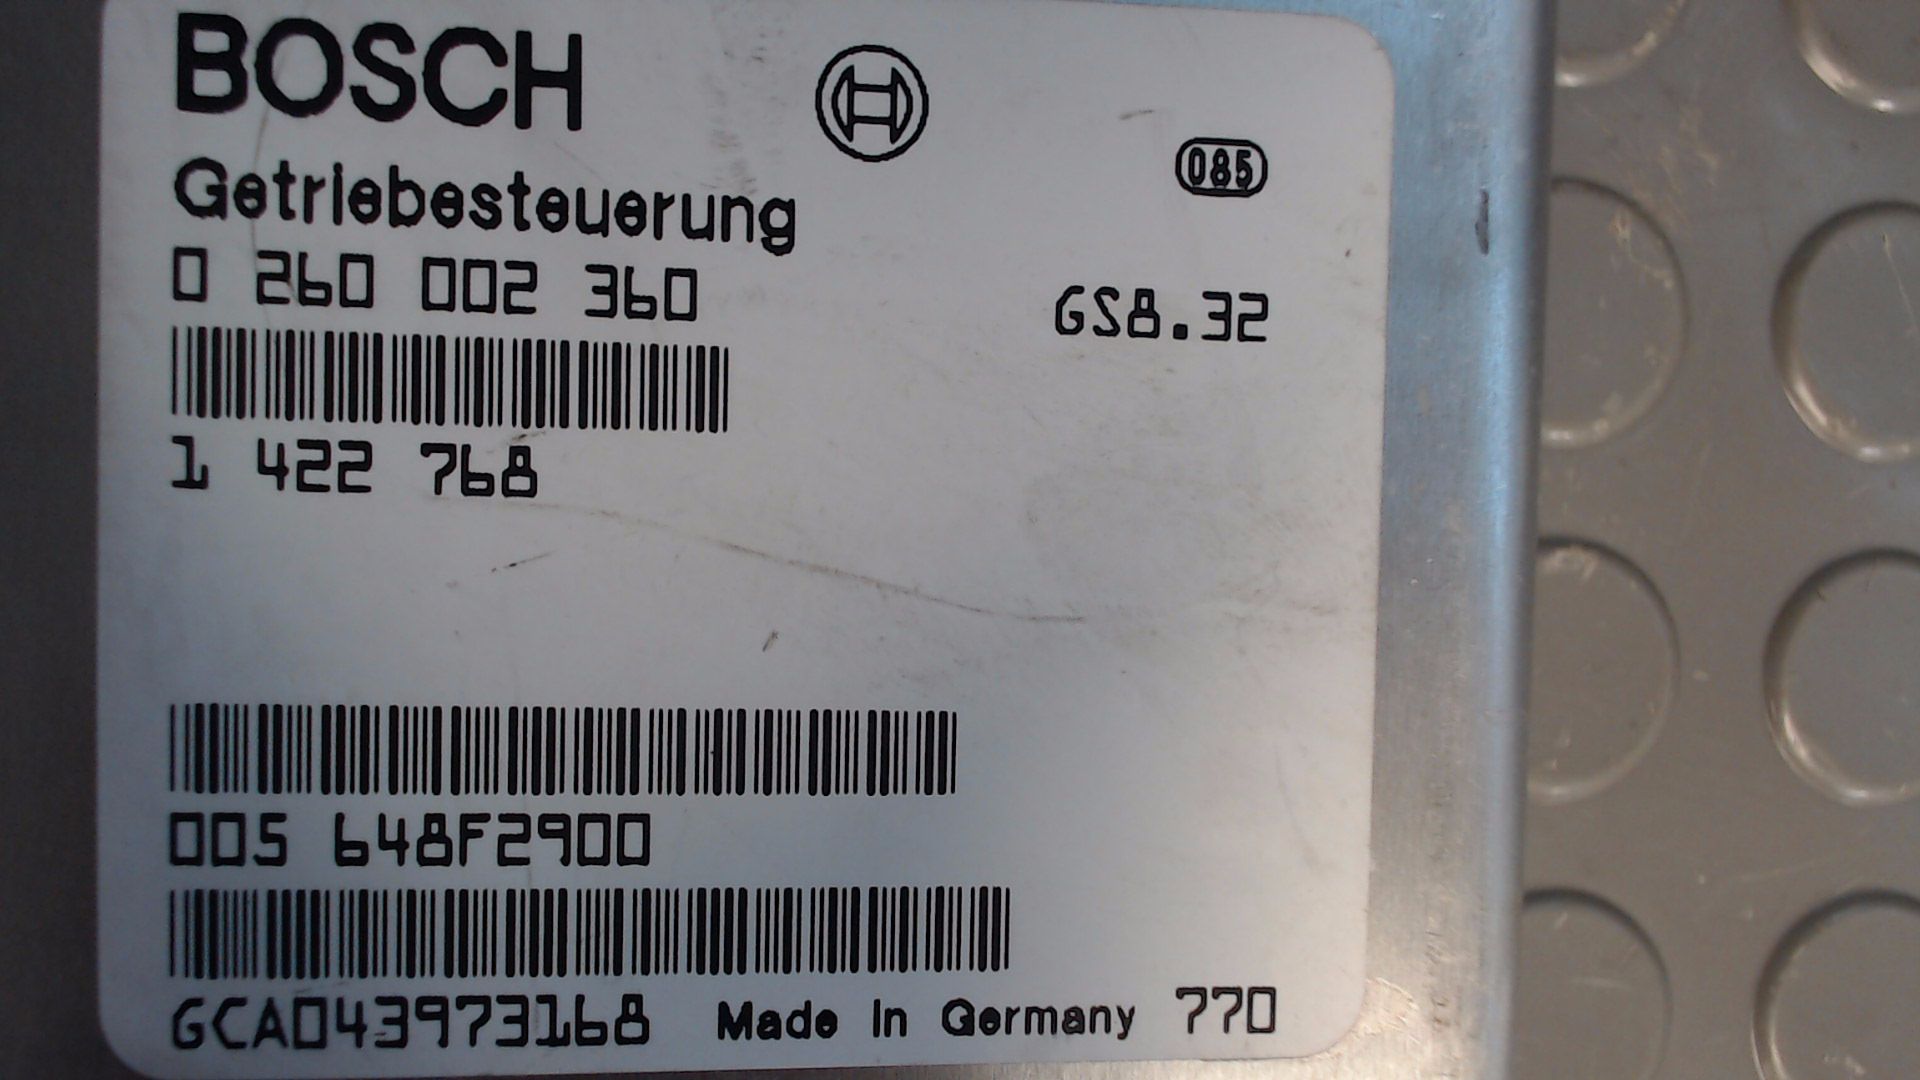 BOSCH
085
Getriebesteuerung
0 260 002 360
GS8.32
1 422 768
005 648F2900
GCA043973168 Made In Germany 770